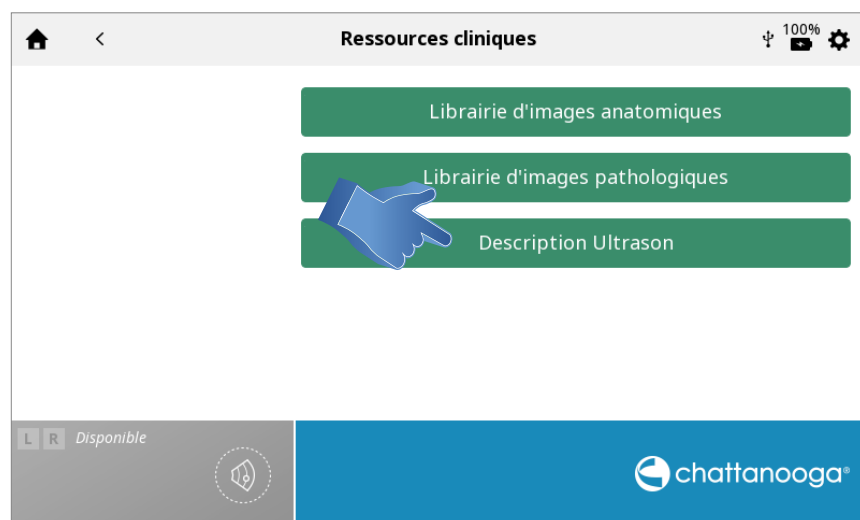 Ressources cliniques
100%
Librairie d'images anatomiques
Librairie d'images pathologiques
Description Ultrason
L R Disponible
chattanooga®